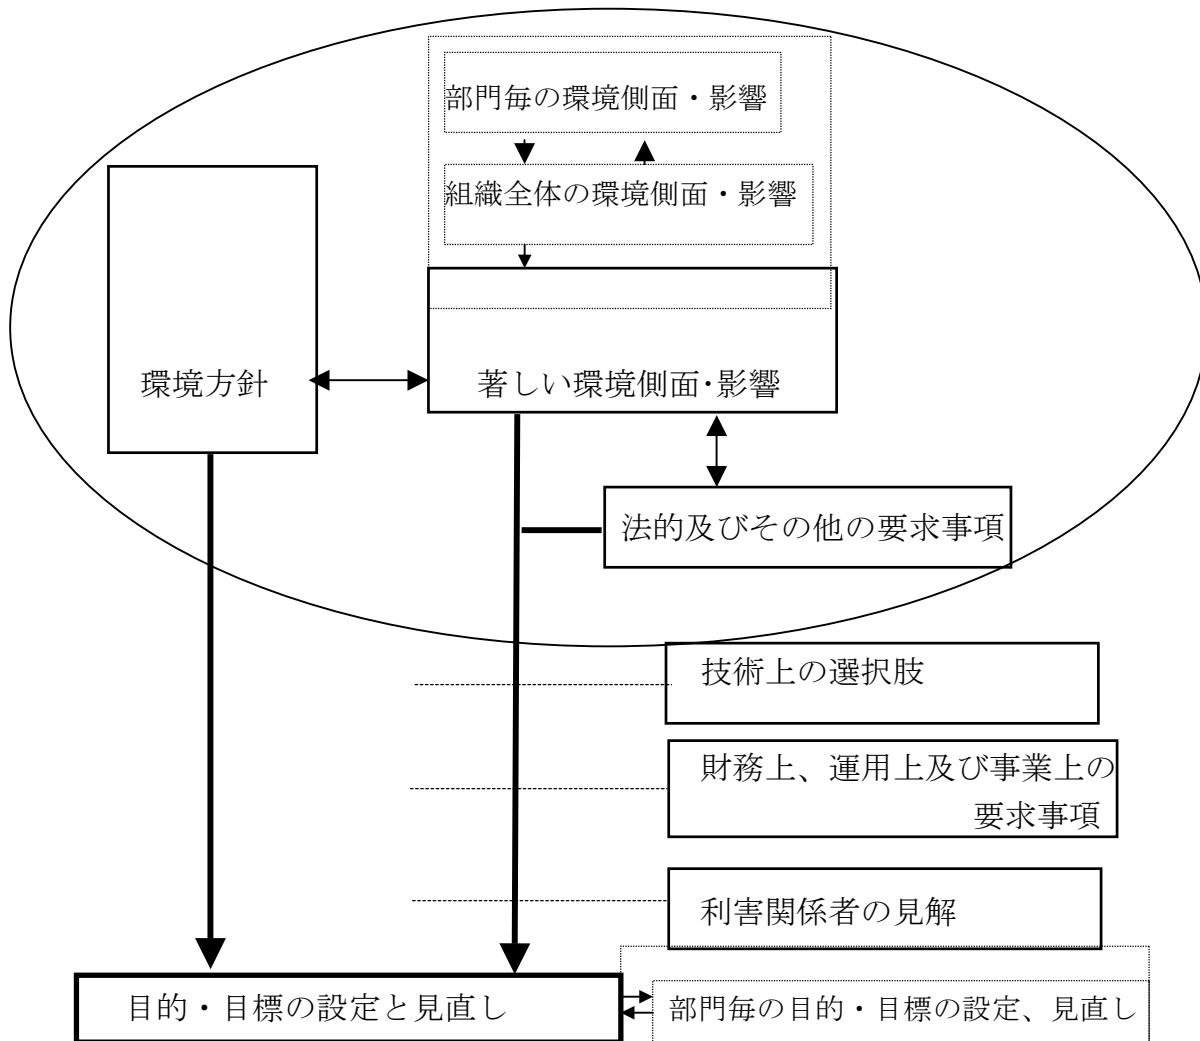 部門毎の環境側面・影響
組織全体の環境側面・影響
環境方針
著しい環境側面･影響
法的及びその他の要求事項
技術上の選択肢
財務上、運用上及び事業上の
要求事項
利害関係者の見解
目的・目標の設定と見直し
部門毎の目的・目標の設定、見直し